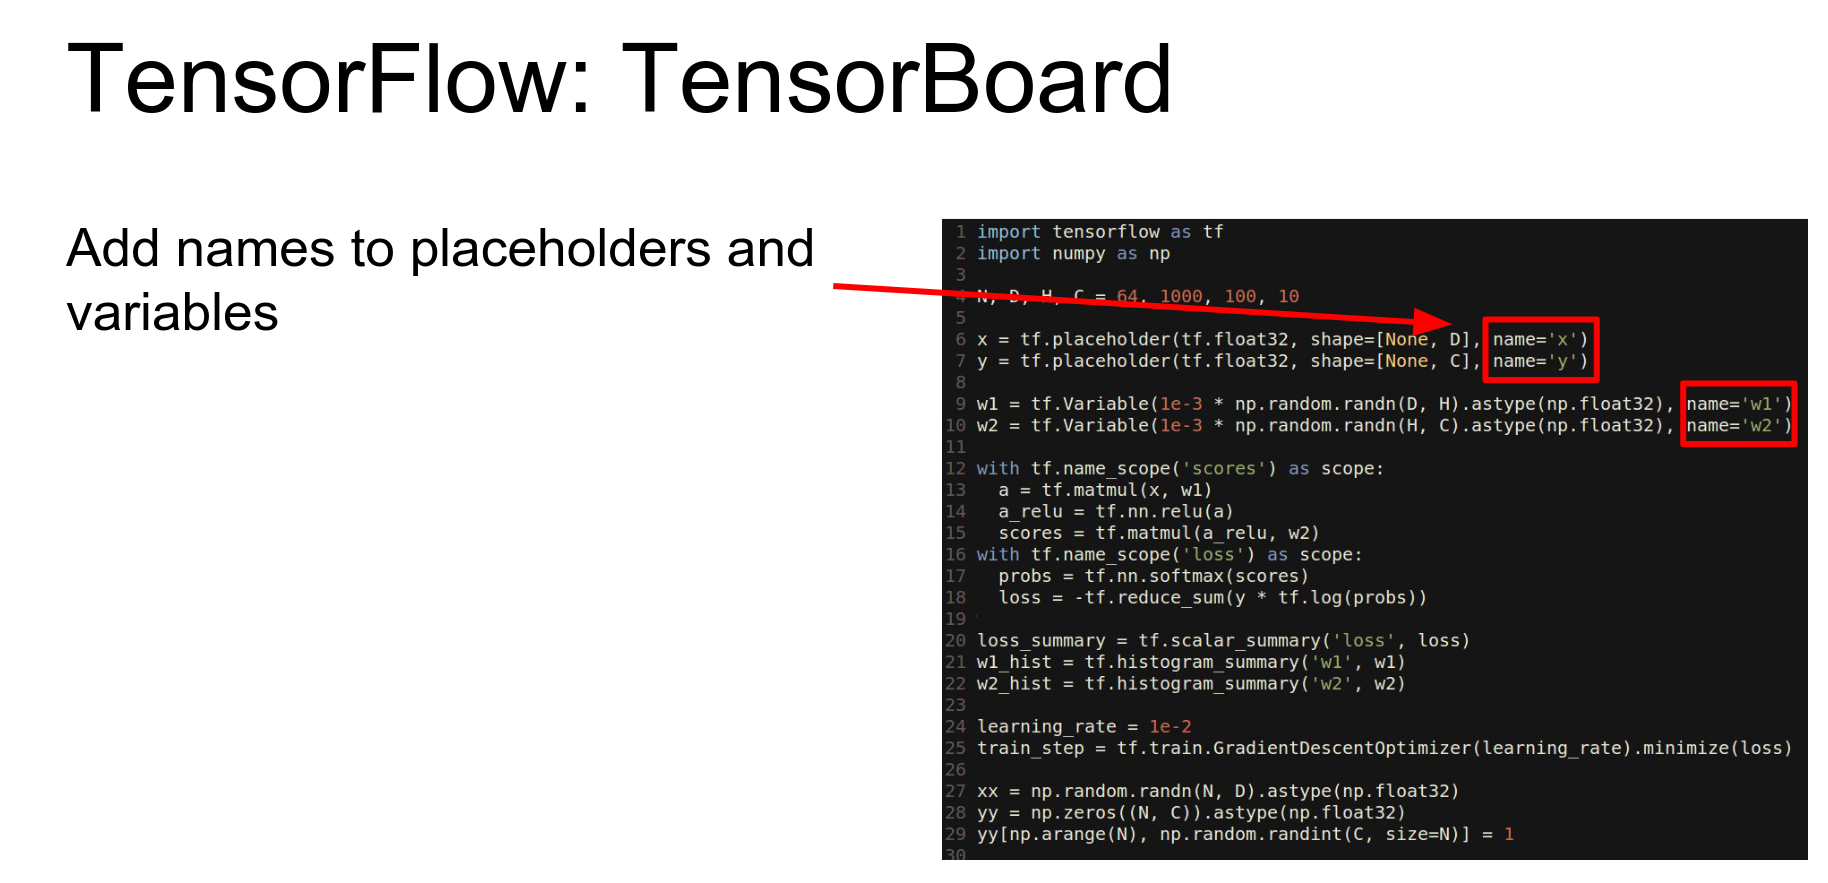 TensorFlow: TensorBoard
Add names to placeholders and
variables
1 import tensorflow as tf
2 import numpy as np
3
4 N, D, H, C = 64, 1000, 100, 10
5
6 x = tf.placeholder(tf.float32, shape=[None, D], name='x')
7 y = tf.placeholder(tf.float32, shape=[None, C], name='y')
8
9 w1 = tf.Variable(1e-3 * np.random.randn(D, H).astype(np.float32), name='w1')
10 w2 = tf.Variable(1e-3 * np.random.randn(H, C).astype(np.float32), name='w2')
11
12 with tf.name_scope('scores') as scope:
13   a = tf.matmul(x, w1)
14   a_relu = tf.nn.relu(a)
15   scores = tf.matmul(a_relu, w2)
16 with tf.name_scope('loss') as scope:
17   probs = tf.nn.softmax(scores)
18   loss = -tf.reduce_sum(y * tf.log(probs))
19
20 loss_summary = tf.scalar_summary('loss', loss)
21 w1_hist = tf.histogram_summary('w1', w1)
22 w2_hist = tf.histogram_summary('w2', w2)
23
24 learning_rate = 1e-2
25 train_step = tf.train.GradientDescentOptimizer(learning_rate).minimize(loss)
26
27 xx = np.random.randn(N, D).astype(np.float32)
28 yy = np.zeros((N, C)).astype(np.float32)
29 yy[np.arange(N), np.random.randint(C, size=N)] = 1
30